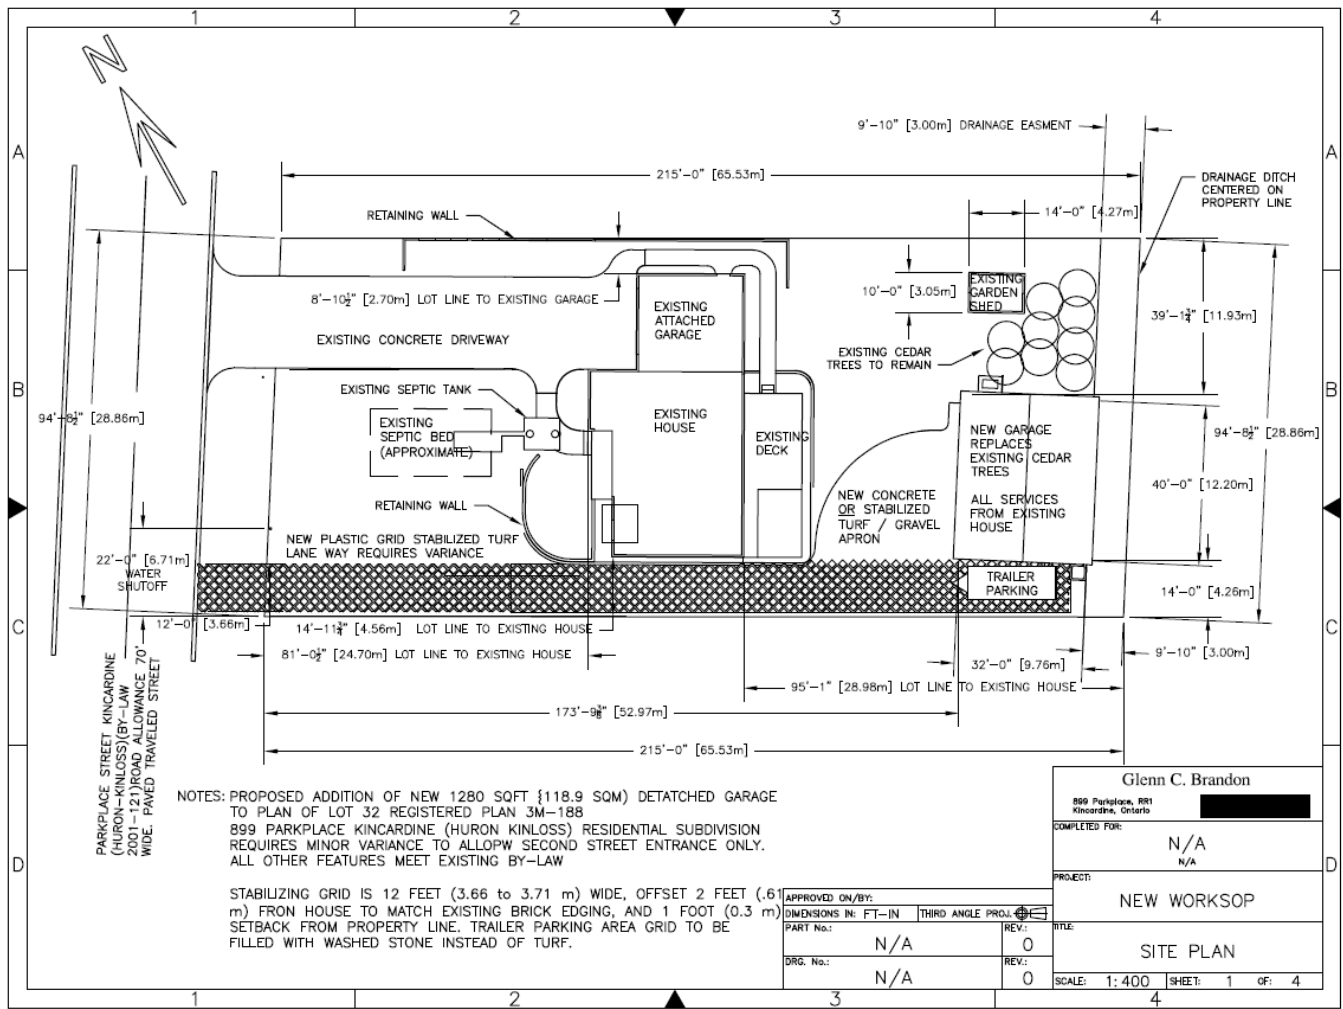 1
2
3
4
N
A
A
9'-10" [3.00m] DRAINAGE EASMENT
215'-0" [65.53m]
DRAINAGE DITCH
CENTERED ON
PROPERTY LINE
RETAINING WALL
14'-0" [4.27m]
8'-10½" [2.70m] LOT LINE TO EXISTING GARAGE
EXISTING
ATTACHED
GARAGE
10'-0" [3.05m]
EXISTING
GARDEN
SHED
39'-1¾" [11.93m]
EXISTING CONCRETE DRIVEWAY
EXISTING CEDAR
TREES TO REMAIN
B
B
EXISTING SEPTIC TANK
94'-8½" [28.86m]
EXISTING
SEPTIC BED
(APPROXIMATE)
EXISTING
HOUSE
EXISTING
DECK
NEW GARAGE
REPLACES
EXISTING CEDAR
TREES
94'-8½" [28.86m]
40'-0" [12.20m]
ALL SERVICES
FROM EXISTING
HOUSE
RETAINING WALL
NEW CONCRETE
OR STABILIZED
TURF / GRAVEL
APRON
NEW PLASTIC GRID STABILIZED TURF
LANE WAY REQUIRES VARIANCE
22'-0" [6.71m]
WATER
SHUTOFF
TRAILER
PARKING
14'-0" [4.26m]
C
C
12'-0" [3.66m]
14'-11¾" [4.56m] LOT LINE TO EXISTING HOUSE
81'-0½" [24.70m] LOT LINE TO EXISTING HOUSE
32'-0" [9.76m]
9'-10" [3.00m]
95'-1" [28.98m] LOT LINE TO EXISTING HOUSE
173'-9⅜" [52.97m]
215'-0" [65.53m]
PARKPLACE STREET KINCARDINE
(HURON-KINLOSS)(BY-LAW
2001-121)ROAD ALLOWANCE 70'
WIDE. PAVED TRAVELED STREET
NOTES: PROPOSED ADDITION OF NEW 1280 SQFT {118.9 SQM) DETATCHED GARAGE
TO PLAN OF LOT 32 REGISTERED PLAN 3M-188
899 PARKPLACE KINCARDINE (HURON KINLOSS) RESIDENTIAL SUBDIVISION
REQUIRES MINOR VARIANCE TO ALLOPW SECOND STREET ENTRANCE ONLY.
ALL OTHER FEATURES MEET EXISTING BY-LAW
STABILIZING GRID IS 12 FEET (3.66 to 3.71 m) WIDE, OFFSET 2 FEET (.61
m) FRON HOUSE TO MATCH EXISTING BRICK EDGING, AND 1 FOOT (0.3 m)
SETBACK FROM PROPERTY LINE. TRAILER PARKING AREA GRID TO BE
FILLED WITH WASHED STONE INSTEAD OF TURF.
D
D
Glenn C. Brandon
899 Parkplace, RR1
Kincardine, Ontario
COMPLETED FOR:
N/A
N/A
PROJECT:
NEW WORKSOP
TITLE:
SITE PLAN
SCALE: 1:400 SHEET: 1 OF: 4
APPROVED ON/BY:
DIMENSIONS IN: FT-IN THIRD ANGLE PROJ.
PART No.: N/A REV.: 0
DRG. No.: N/A REV.: 0
1
2
3
4